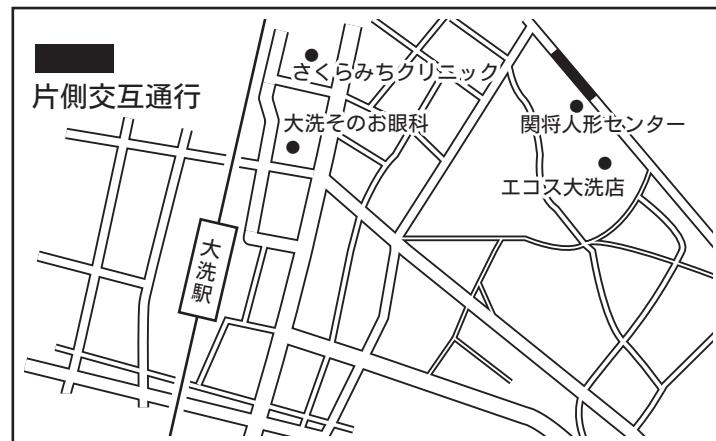 片側交互通行
さくらみちクリニック
大洗そのお眼科
関将人形センター
エコス大洗店
大洗駅